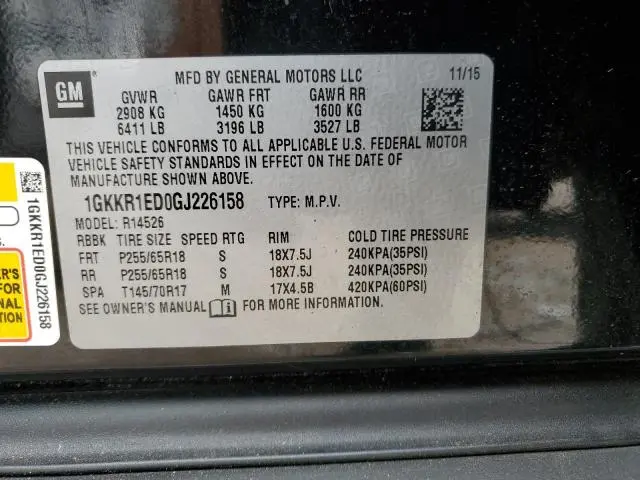 GM
MFD BY GENERAL MOTORS LLC 11/15
GVWR GAWR FRT GAWR RR
2908 KG 1450 KG 1600 KG
6411 LB 3196 LB 3527 LB
THIS VEHICLE CONFORMS TO ALL APPLICABLE U.S. FEDERAL MOTOR
VEHICLE SAFETY STANDARDS IN EFFECT ON THE DATE OF
MANUFACTURE SHOWN ABOVE.
1GKKR1ED0GJ226158 TYPE: M.P.V.
MODEL: R14526
RBBK TIRE SIZE SPEED RTG RIM COLD TIRE PRESSURE
FRT P255/65R18 S 18X7.5J 240KPA(35PSI)
RR P255/65R18 S 18X7.5J 240KPA(35PSI)
SPA T145/70R17 M 17X4.5B 420KPA(60PSI)
SEE OWNER'S MANUAL FOR MORE INFORMATION.
1GKKR1ED0GJ226158
FOR